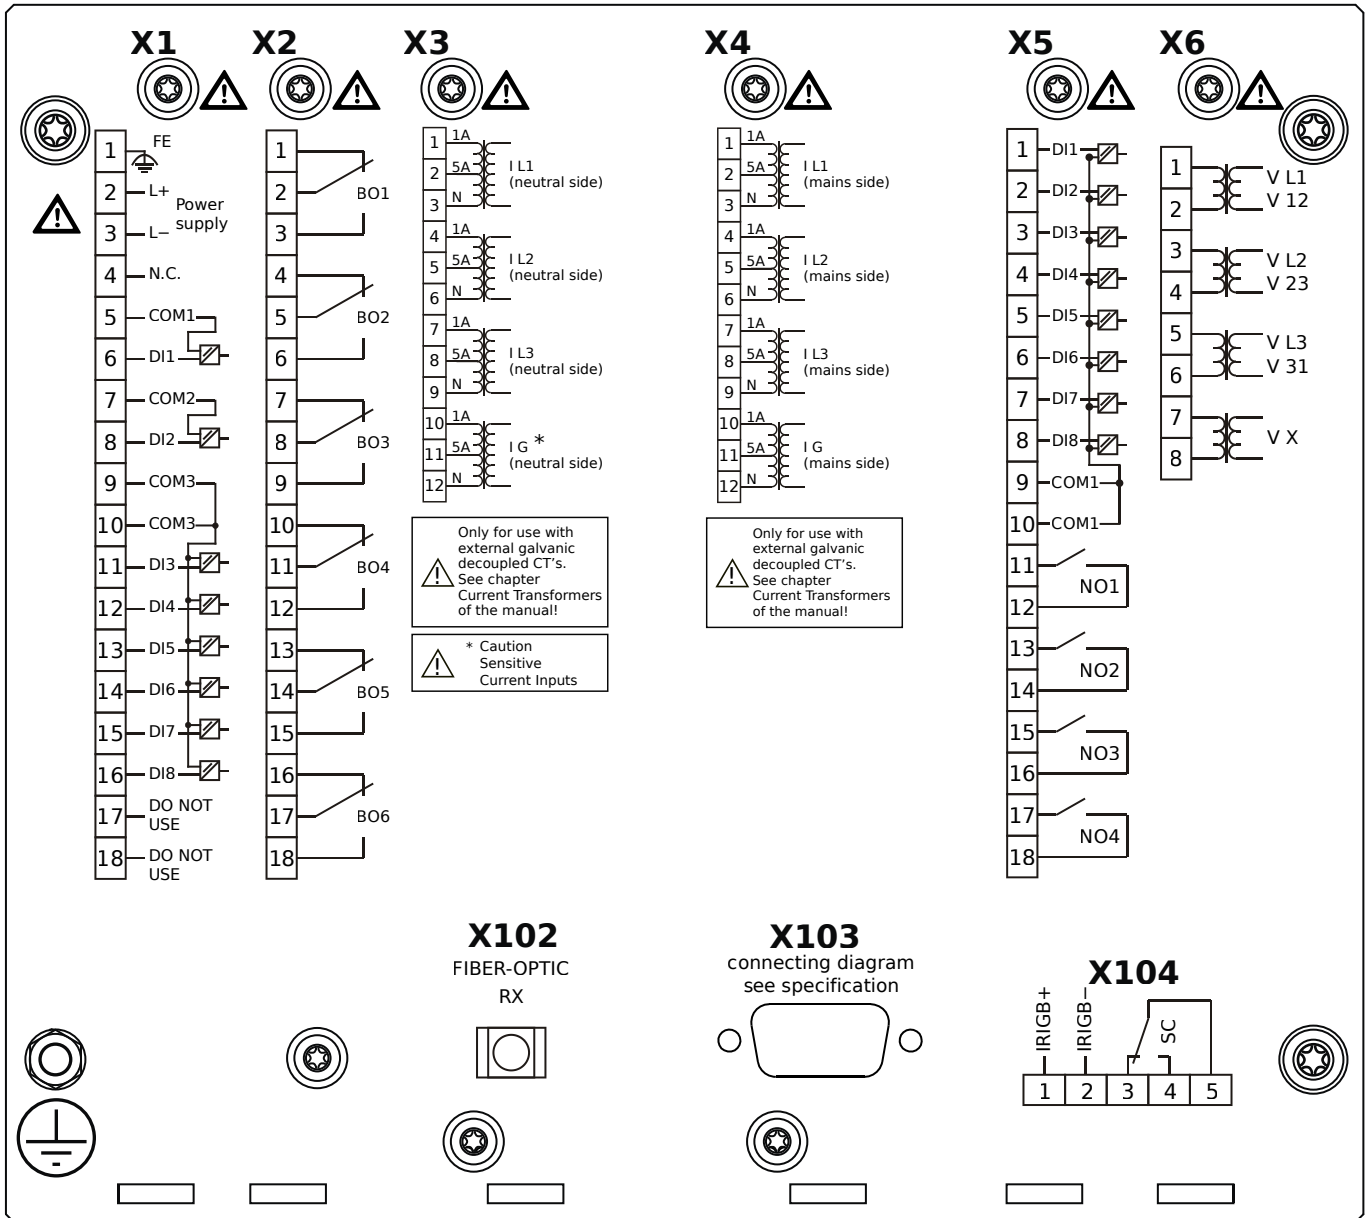 X1
X2
X3
X4
X5
X6
1 FE
2 L+
Power
supply
3 L−
4 N.C.
5 COM1
6 DI1
7 COM2
8 DI2
9 COM3
10 COM3
11 DI3
12 DI4
13 DI5
14 DI6
15 DI7
16 DI8
17 DO NOT
USE
18 DO NOT
USE
1
2 BO1
3
4
5 BO2
6
7
8 BO3
9
10
11 BO4
12
13
14 BO5
15
16
17 BO6
18
1 1A
2 5A I L1
(neutral side)
3 N
4 1A
5 5A I L2
(neutral side)
6 N
7 1A
8 5A I L3
(neutral side)
9 N
10 1A
11 5A I G *
(neutral side)
12 N
Only for use with
external galvanic
decoupled CT's.
See chapter
Current Transformers
of the manual!
* Caution
Sensitive
Current Inputs
1 1A
2 5A I L1
(mains side)
3 N
4 1A
5 5A I L2
(mains side)
6 N
7 1A
8 5A I L3
(mains side)
9 N
10 1A
11 5A I G
(mains side)
12 N
Only for use with
external galvanic
decoupled CT's.
See chapter
Current Transformers
of the manual!
1 DI1
2 DI2
3 DI3
4 DI4
5 DI5
6 DI6
7 DI7
8 DI8
9 COM1
10 COM1
11
NO1
12
13
NO2
14
15
NO3
16
17
NO4
18
1 V L1
2 V 12
3 V L2
4 V 23
5 V L3
6 V 31
7 V X
8
X102
FIBER-OPTIC
RX
X103
connecting diagram
see specification
X104
IRIGB+
IRIGB−
SC
1 2 3 4 5